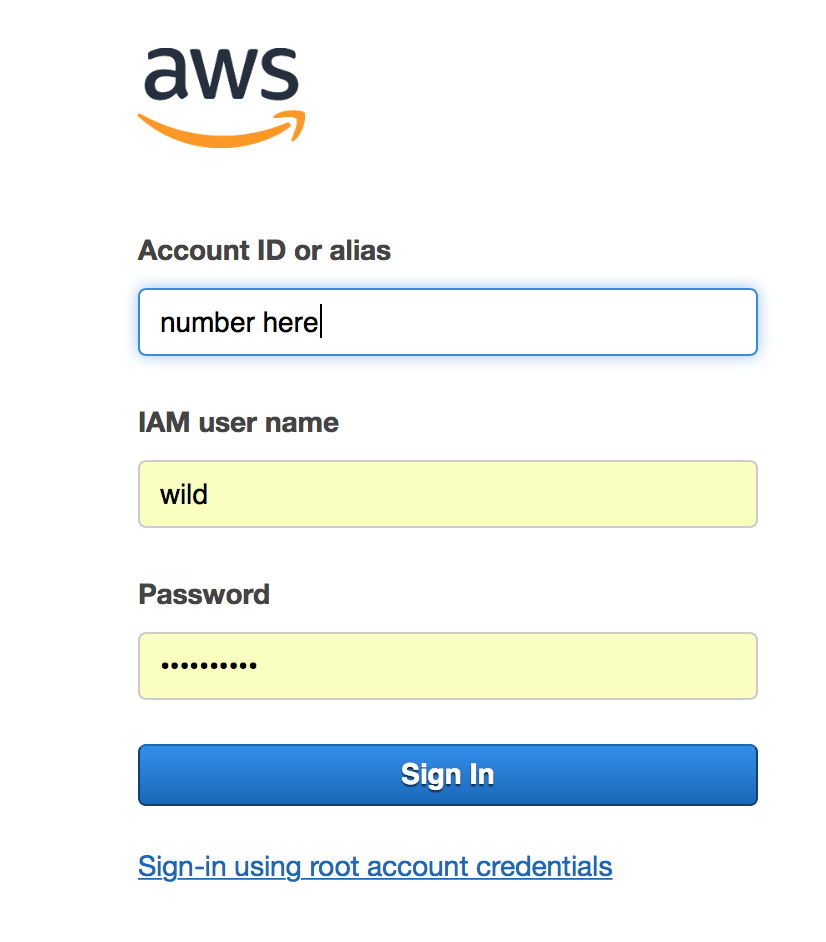 aws
Account ID or alias
number here
IAM user name
wild
Password
••••••••••
Sign In
Sign-in using root account credentials